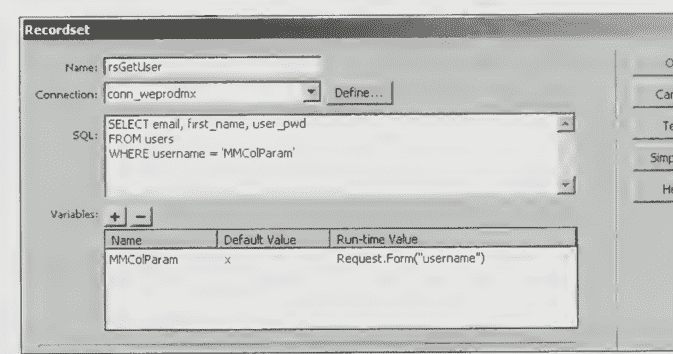 Recordset
Name: rsGetUser
Connection: conn_weprodmx Define...
SQL: SELECT email, first_name, user_pwd
FROM users
WHERE username = 'MMColParam'
Variables: + −
Name Default Value Run-time Value
MMColParam x Request.Form("username")